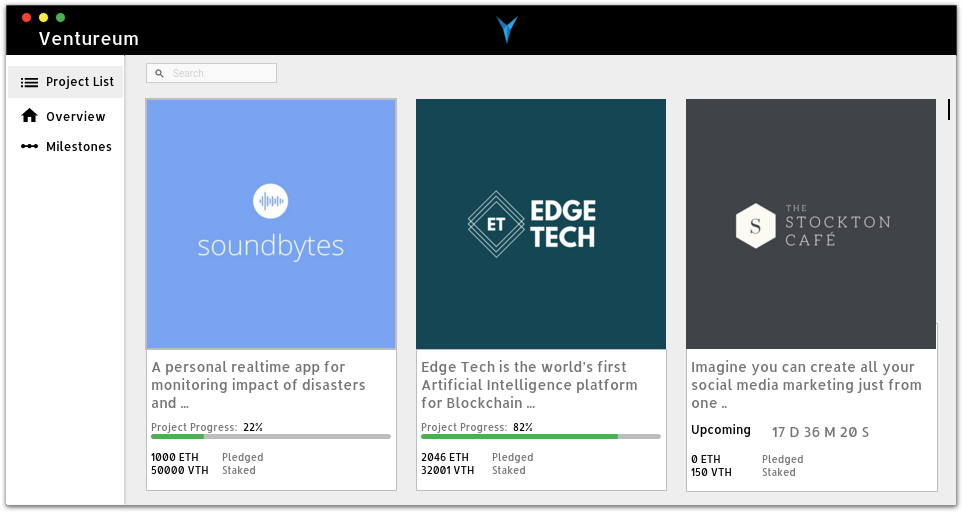 Ventureum
Project List
Overview
Milestones
Search
soundbytes
A personal realtime app for
monitoring impact of disasters
and ...
Project Progress: 22%
1000 ETH Pledged
50000 VTH Staked
ET
EDGE
TECH
Edge Tech is the world's first
Artificial Intelligence platform
for Blockchain ...
Project Progress: 82%
2046 ETH Pledged
32001 VTH Staked
S
THE
STOCKTON
CAFÉ
Imagine you can create all your
social media marketing just from
one ..
Upcoming 17 D 36 M 20 S
0 ETH Pledged
150 VTH Staked